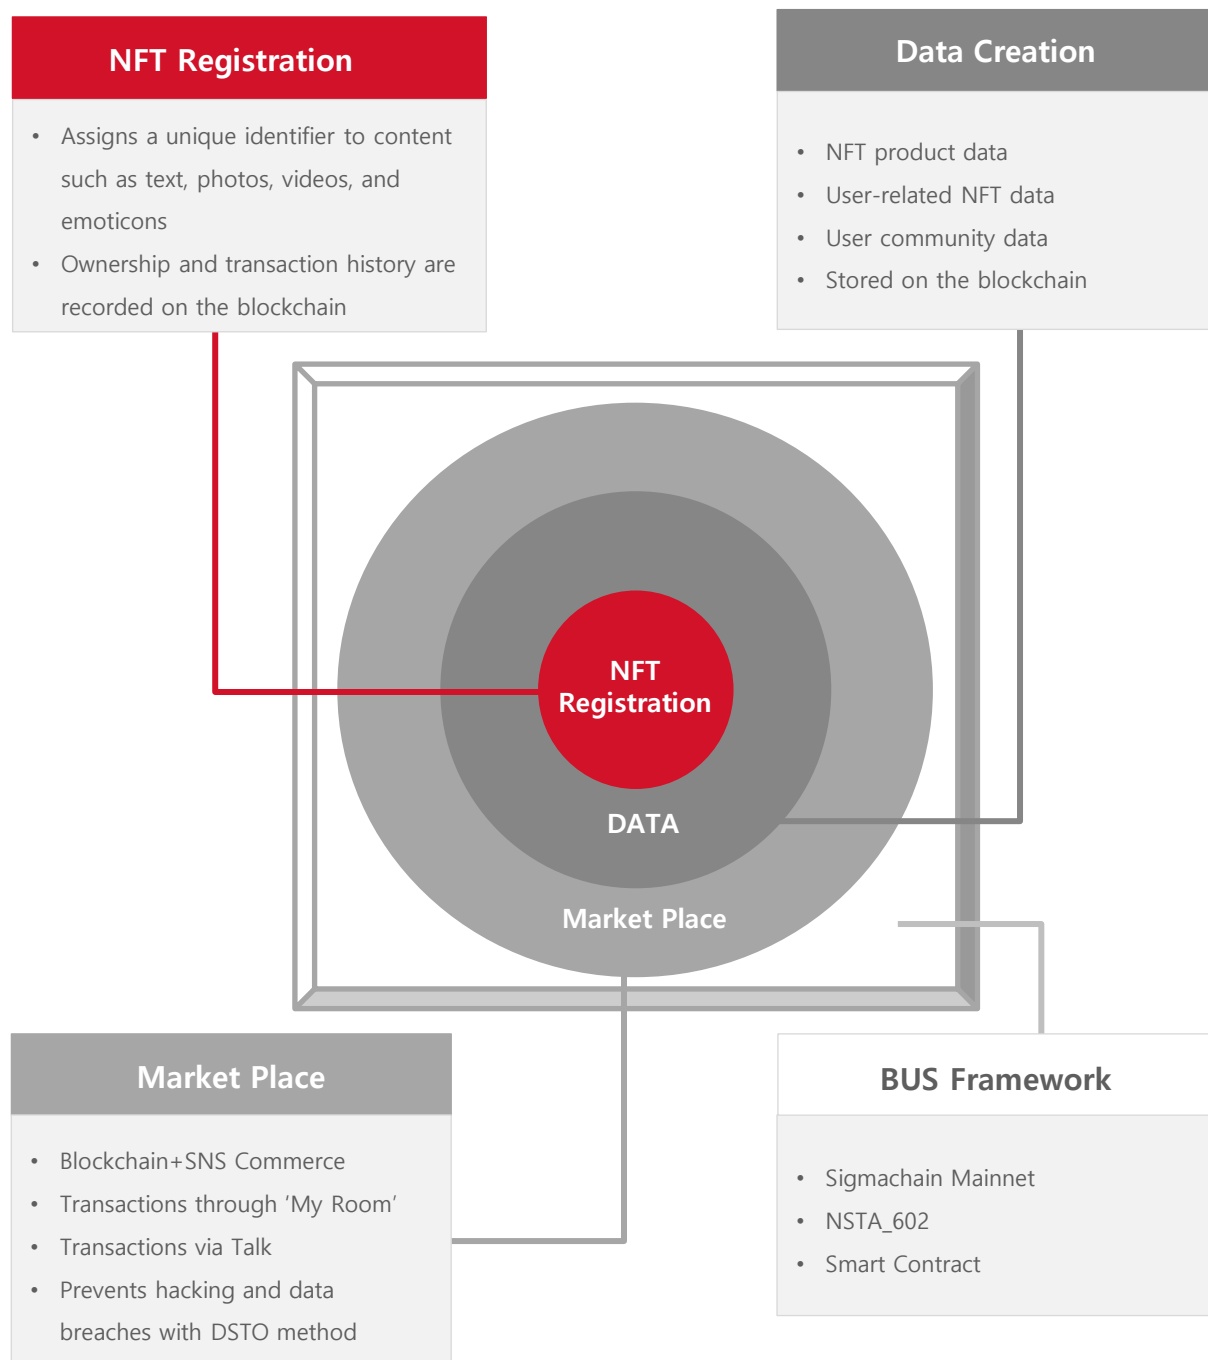 NFT Registration
• Assigns a unique identifier to content
such as text, photos, videos, and
emoticons
• Ownership and transaction history are
recorded on the blockchain
Data Creation
• NFT product data
• User-related NFT data
• User community data
• Stored on the blockchain
NFT
Registration
DATA
Market Place
Market Place
• Blockchain+SNS Commerce
• Transactions through ‘My Room’
• Transactions via Talk
• Prevents hacking and data
breaches with DSTO method
BUS Framework
• Sigmachain Mainnet
• NSTA_602
• Smart Contract